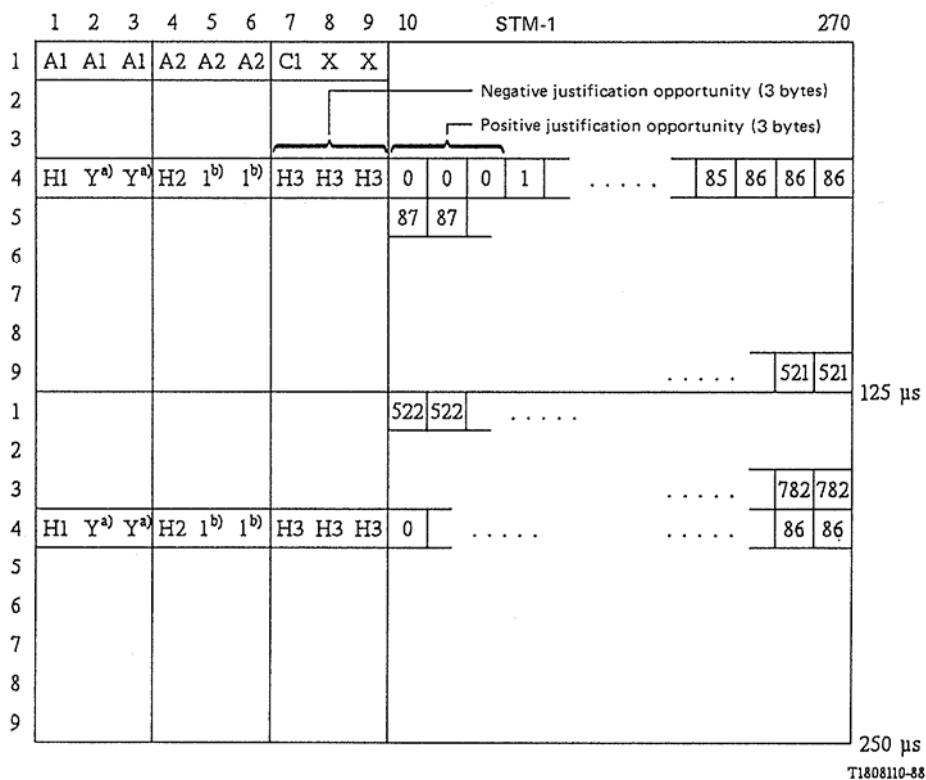 1 2 3 4 5 6 7 8 9 10 STM-1 270
1 A1 A1 A1 A2 A2 A2 C1 X X
2 Negative justification opportunity (3 bytes)
3 Positive justification opportunity (3 bytes)
4 H1 Yᵃ⁾ Yᵃ⁾ H2 1ᵇ⁾ 1ᵇ⁾ H3 H3 H3 0 0 0 1 . . . . . 85 86 86 86
5 87 87
6
7
8
9 . . . . . 521 521
125 µs
1 522 522 . . . . .
2
3 . . . . . 782 782
4 H1 Yᵃ⁾ Yᵃ⁾ H2 1ᵇ⁾ 1ᵇ⁾ H3 H3 H3 0 . . . . . . . . . . 86 86
5
6
7
8
9
250 µs
T1808110-88